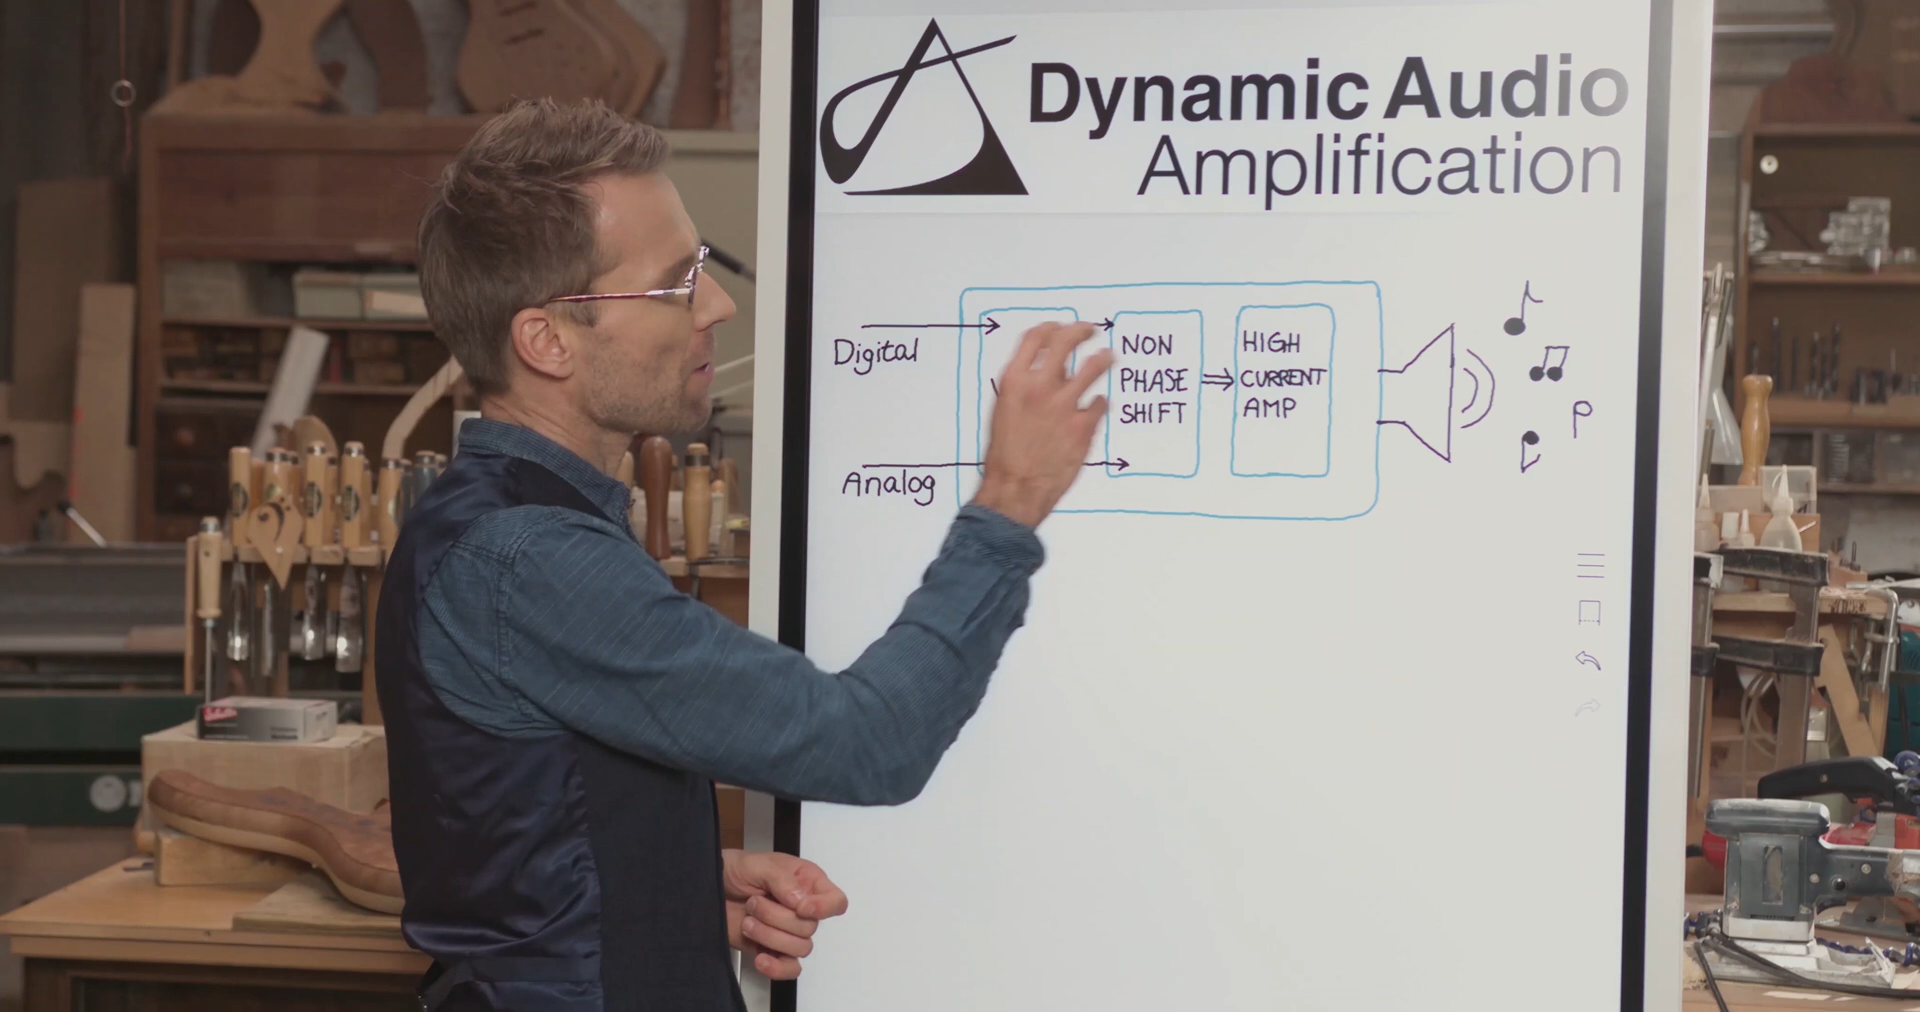 Dynamic Audio
Amplification
Digital
Analog
NON
PHASE
SHIFT
HIGH
CURRENT
AMP